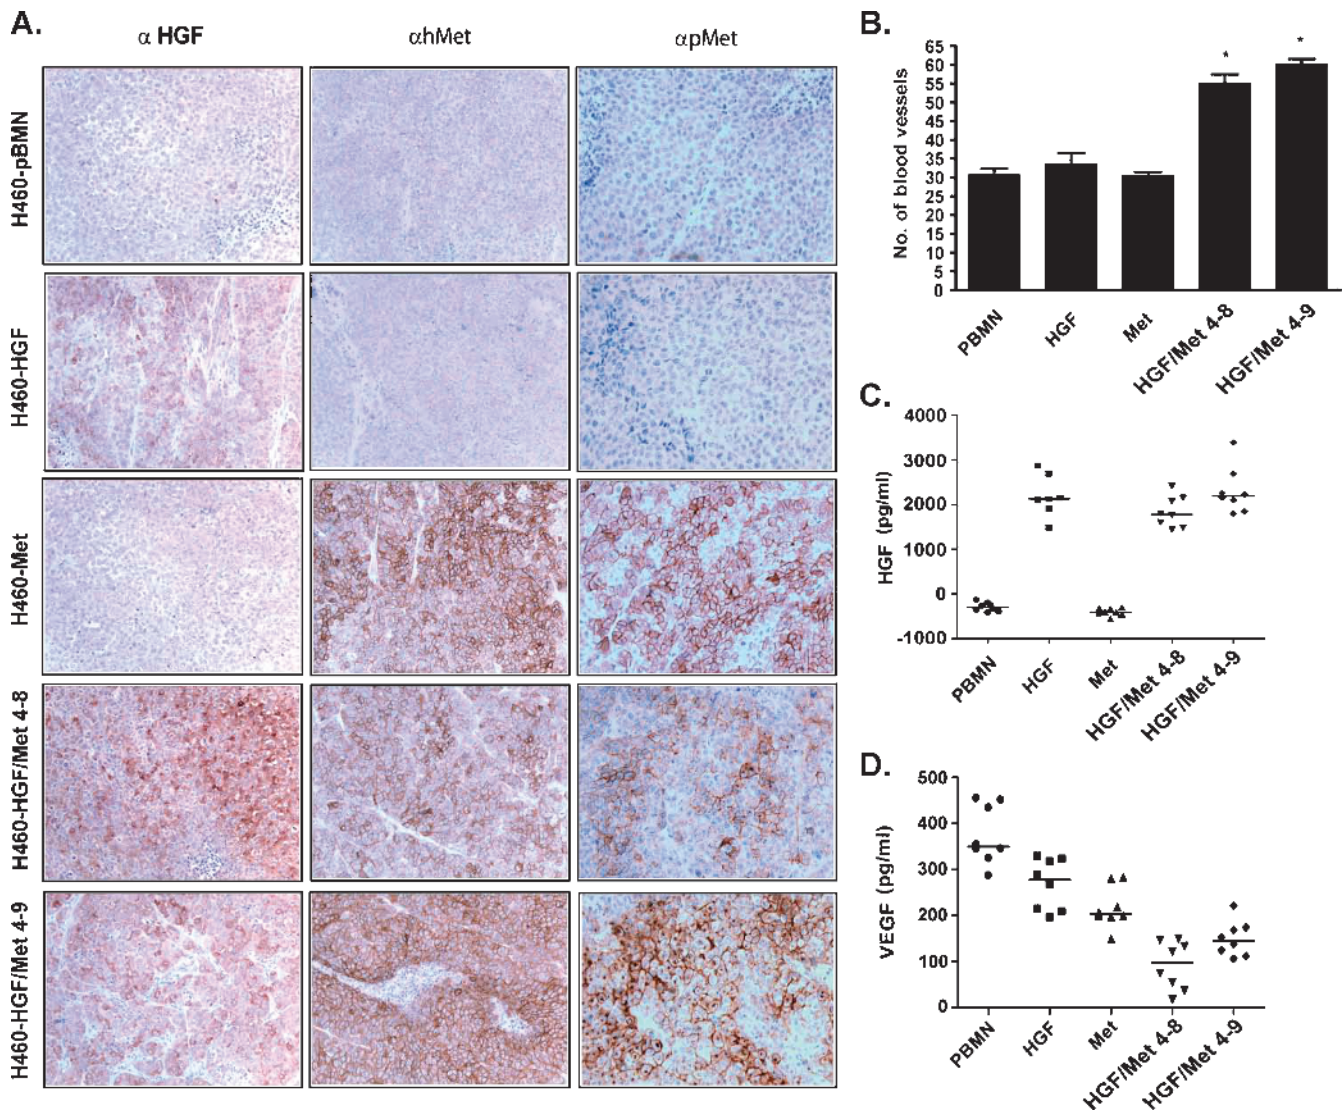 A.
α HGF
αhMet
αpMet
H460-pBMN
H460-HGF
H460-Met
H460-HGF/Met 4-8
H460-HGF/Met 4-9
B.
No. of blood vessels
65
60
55
50
45
40
35
30
25
20
15
10
5
0
*
*
PBMN
HGF
Met
HGF/Met 4-8
HGF/Met 4-9
C.
HGF (pg/ml)
4000
3000
2000
1000
0
-1000
PBMN
HGF
Met
HGF/Met 4-8
HGF/Met 4-9
D.
VEGF (pg/ml)
500
400
300
200
100
0
PBMN
HGF
Met
HGF/Met 4-8
HGF/Met 4-9